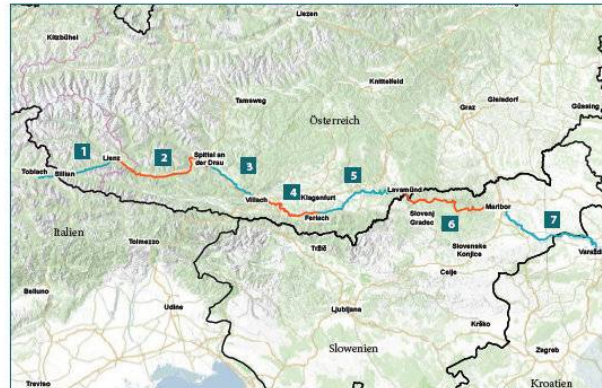 Kitzbühel
Liezen
Knittelfeld
Tamsweg
Graz
Gleisdorf
Güssing
Österreich
1
Lienz
2
Spittal an
der Drau
3
4
Klagenfurt
5
Lavamünd
Toblach
Sillian
Villach
Ferlach
Slovenj
Gradec
6
Maribor
7
Italien
Tolmezzo
Tržič
Slovenske
Konjice
Celje
Varaždin
Belluno
Udine
Ljubljana
Krško
Slowenien
Zagreb
Treviso
Kroatien